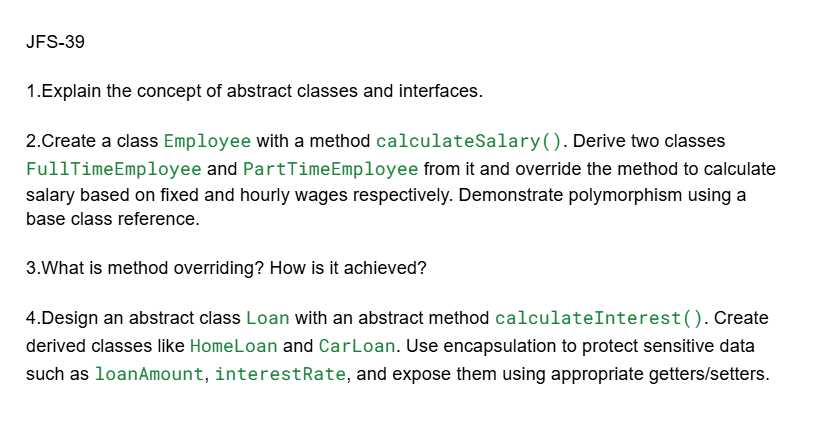 JFS-39
1.Explain the concept of abstract classes and interfaces.
2.Create a class Employee with a method calculateSalary(). Derive two classes
FullTimeEmployee and PartTimeEmployee from it and override the method to calculate
salary based on fixed and hourly wages respectively. Demonstrate polymorphism using a
base class reference.
3.What is method overriding? How is it achieved?
4.Design an abstract class Loan with an abstract method calculateInterest(). Create
derived classes like HomeLoan and CarLoan. Use encapsulation to protect sensitive data
such as loanAmount, interestRate, and expose them using appropriate getters/setters.